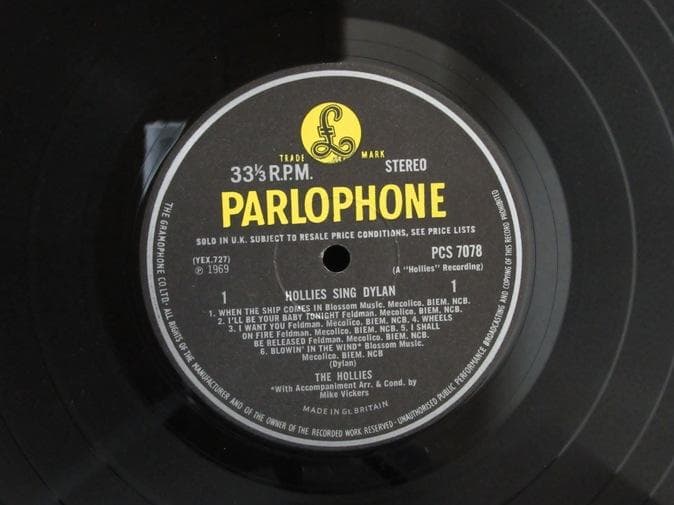 £
TRADE MARK
33⅓ R.P.M. STEREO
PARLOPHONE
SOLD IN U.K. SUBJECT TO RESALE PRICE CONDITIONS, SEE PRICE LISTS
(YEX.727) PCS 7078
℗ 1969 (A "Hollies" Recording)
1 HOLLIES SING DYLAN 1
1. WHEN THE SHIP COMES IN Blossom Music. Mecolico. BIEM. NCB.
2. I'LL BE YOUR BABY TONIGHT Feldman. Mecolico. BIEM. NCB.
3. I WANT YOU Feldman. Mecolico. BIEM. NCB. 4. WHEELS
ON FIRE Feldman. Mecolico. BIEM. NCB. 5. I SHALL
BE RELEASED Feldman. Mecolico. BIEM. NCB.
6. BLOWIN' IN THE WIND* Blossom Music.
Mecolico. BIEM. NCB
(Dylan)
THE HOLLIES
*With Accompaniment Arr. & Cond. by
Mike Vickers
MADE IN Gt. BRITAIN
THE GRAMOPHONE CO. LTD. ALL RIGHTS OF THE MANUFACTURER AND OF THE OWNER OF THE RECORDED WORK RESERVED · UNAUTHORISED PUBLIC PERFORMANCE BROADCASTING AND COPYING OF THIS RECORD PROHIBITED